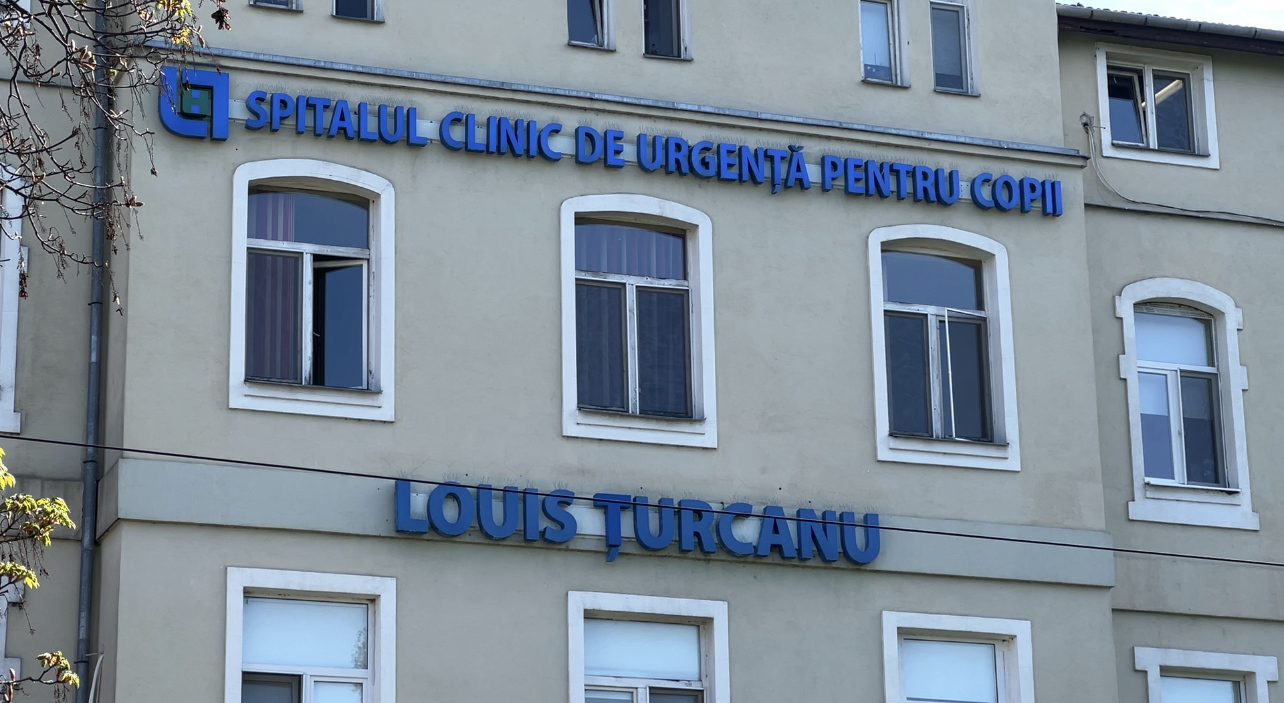 SPITALUL CLINIC DE URGENȚĂ PENTRU COPII
LOUIS ȚURCANU